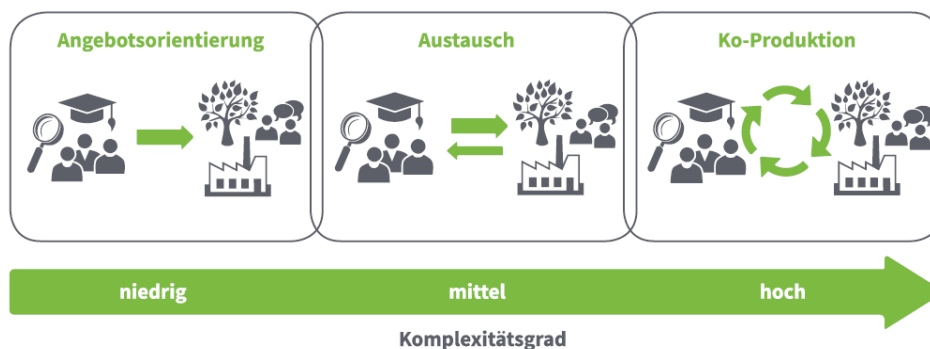 Angebotsorientierung
Austausch
Ko-Produktion
niedrig
mittel
hoch
Komplexitätsgrad